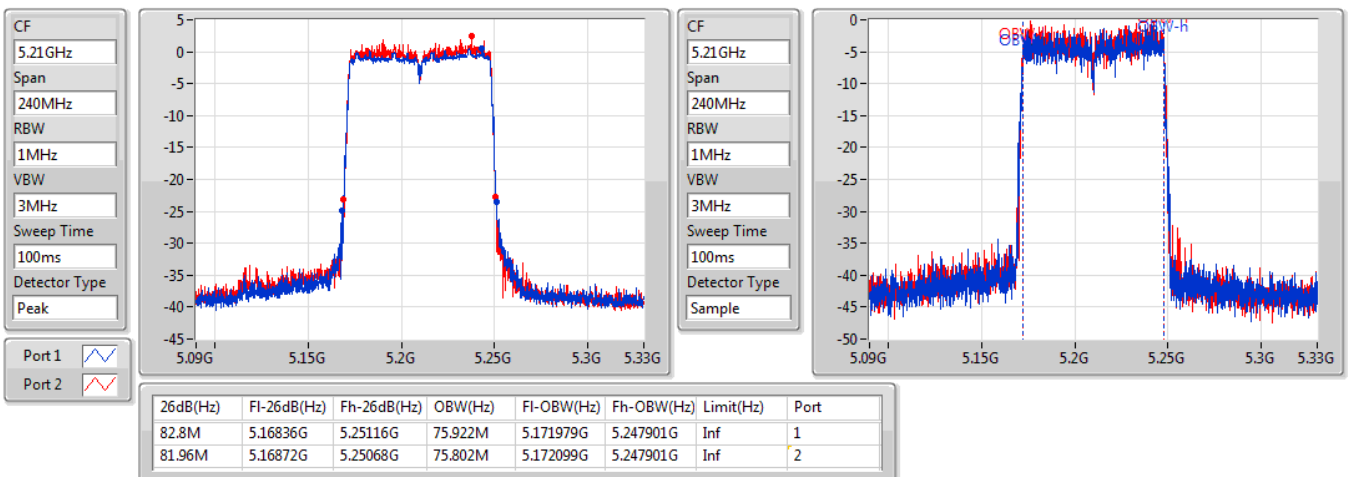 CF
5.21GHz
Span
240MHz
RBW
1MHz
VBW
3MHz
Sweep Time
100ms
Detector Type
Peak
Port 1
Port 2
5
0
-5
-10
-15
-20
-25
-30
-35
-40
-45
5.09G 5.15G 5.2G 5.25G 5.3G 5.33G
CF
5.21GHz
Span
240MHz
RBW
1MHz
VBW
3MHz
Sweep Time
100ms
Detector Type
Sample
0
-5
-10
-15
-20
-25
-30
-35
-40
-45
-50
5.09G 5.15G 5.2G 5.25G 5.3G 5.33G
26dB(Hz) Fl-26dB(Hz) Fh-26dB(Hz) OBW(Hz) Fl-OBW(Hz) Fh-OBW(Hz) Limit(Hz) Port
82.8M 5.16836G 5.25116G 75.922M 5.171979G 5.247901G Inf 1
81.96M 5.16872G 5.25068G 75.802M 5.172099G 5.247901G Inf 2